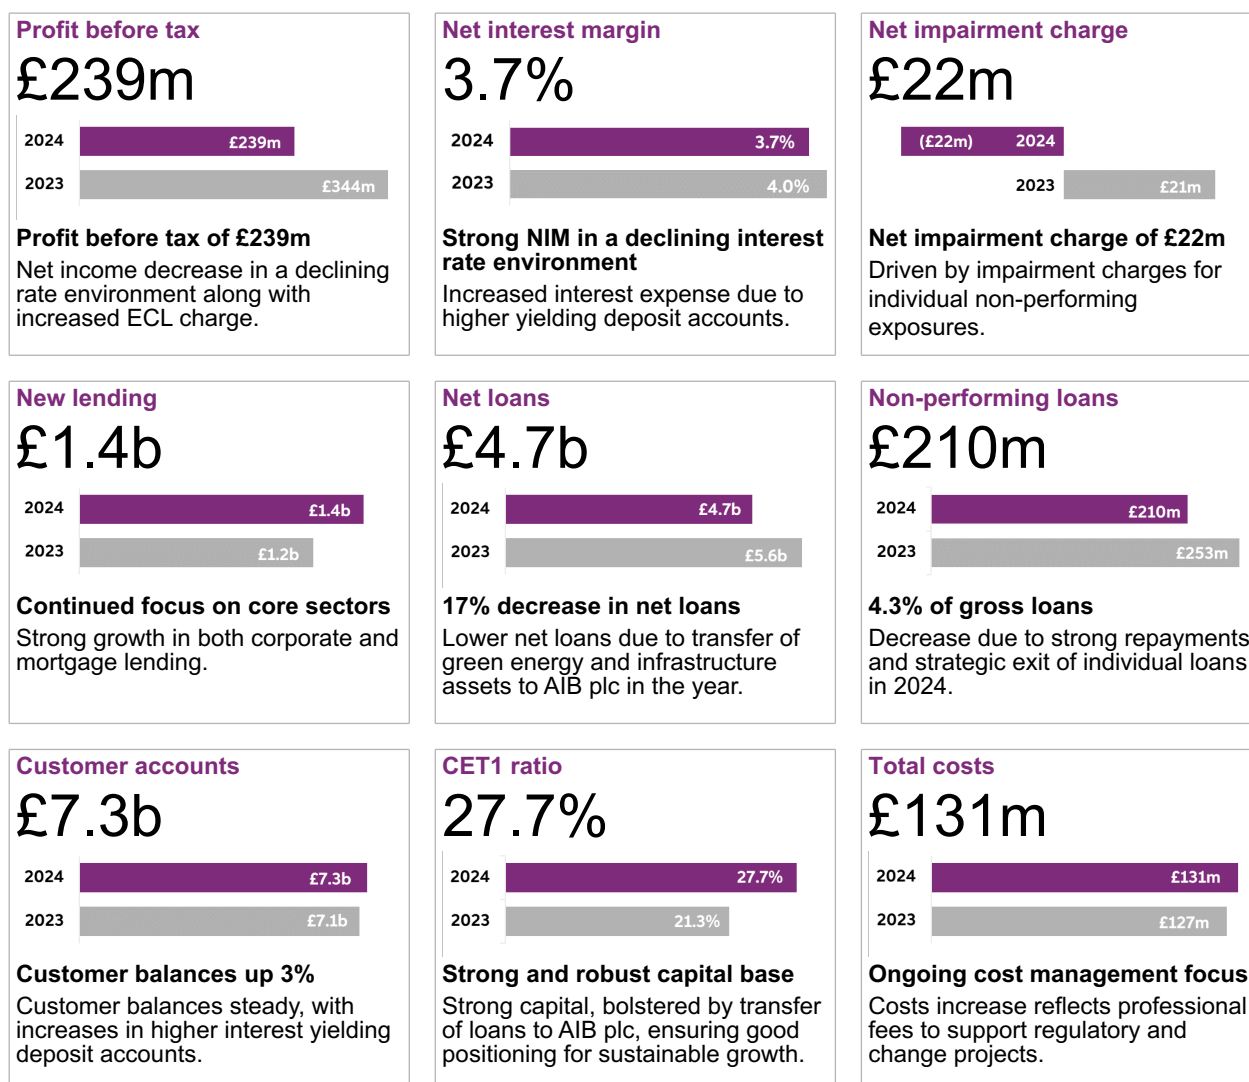 Profit before tax
£239m
2024 £239m
2023 £344m
Profit before tax of £239m
Net income decrease in a declining
rate environment along with
increased ECL charge.
Net interest margin
3.7%
2024 3.7%
2023 4.0%
Strong NIM in a declining interest
rate environment
Increased interest expense due to
higher yielding deposit accounts.
Net impairment charge
£22m
(£22m) 2024
2023 £21m
Net impairment charge of £22m
Driven by impairment charges for
individual non-performing
exposures.
New lending
£1.4b
2024 £1.4b
2023 £1.2b
Continued focus on core sectors
Strong growth in both corporate and
mortgage lending.
Net loans
£4.7b
2024 £4.7b
2023 £5.6b
17% decrease in net loans
Lower net loans due to transfer of
green energy and infrastructure
assets to AIB plc in the year.
Non-performing loans
£210m
2024 £210m
2023 £253m
4.3% of gross loans
Decrease due to strong repayments
and strategic exit of individual loans
in 2024.
Customer accounts
£7.3b
2024 £7.3b
2023 £7.1b
Customer balances up 3%
Customer balances steady, with
increases in higher interest yielding
deposit accounts.
CET1 ratio
27.7%
2024 27.7%
2023 21.3%
Strong and robust capital base
Strong capital, bolstered by transfer
of loans to AIB plc, ensuring good
positioning for sustainable growth.
Total costs
£131m
2024 £131m
2023 £127m
Ongoing cost management focus
Costs increase reflects professional
fees to support regulatory and
change projects.